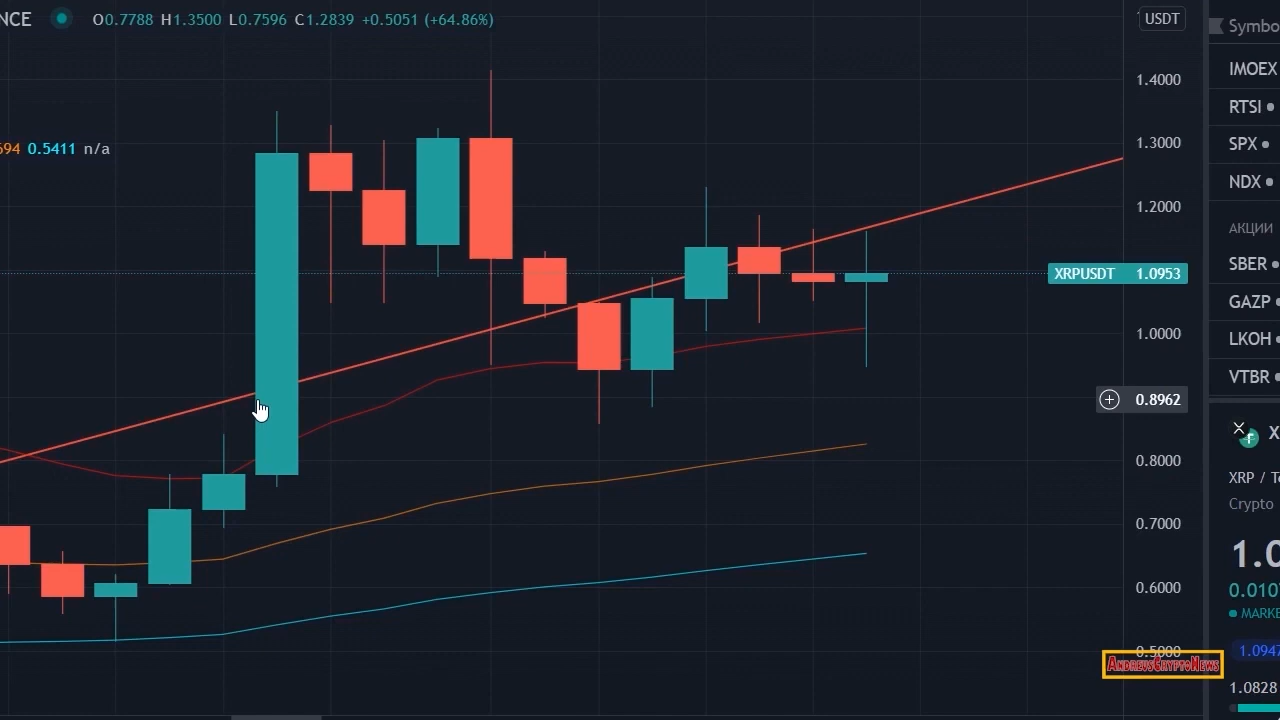 NCE O0.7788 H1.3500 L0.7596 C1.2839 +0.5051 (+64.86%)
694 0.5411 n/a
USDT
1.4000
1.3000
1.2000
XRPUSDT 1.0953
1.0000
0.8962
0.8000
0.7000
0.6000
0.5000
ANDREVSCRYPTONEWS
Symbo
IMOEX
RTSI
SPX
NDX
АКЦИИ
SBER
GAZP
LKOH
VTBR
X
XRP / Te
Crypto
1.0
0.010
MARKE
1.0947
1.0828